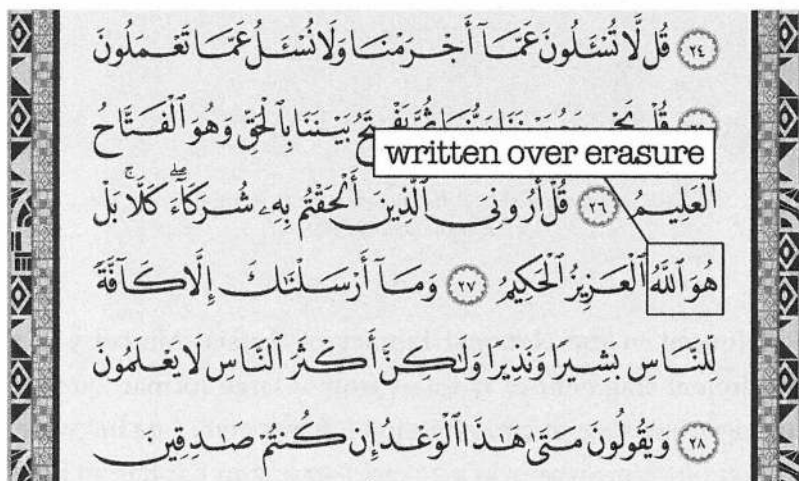 ٢٤ قُل لَّا تُسْـَٔلُونَ عَمَّآ أَجْرَمْنَا وَلَا نُسْـَٔلُ عَمَّا تَعْمَلُونَ
قُلْ بَيْنَنَا بِٱلْحَقِّ وَهُوَ ٱلْفَتَّاحُ
written over erasure
ٱلْعَلِيمُ ٢٦ قُلْ أَرُونِىَ ٱلَّذِينَ أَلْحَقْتُم بِهِۦ شُرَكَآءَۖ كَلَّاۚ بَلْ
هُوَ ٱللَّهُ ٱلْعَزِيزُ ٱلْحَكِيمُ ٢٧ وَمَآ أَرْسَلْنَٰكَ إِلَّا كَآفَّةً
لِّلنَّاسِ بَشِيرًا وَنَذِيرًا وَلَٰكِنَّ أَكْثَرَ ٱلنَّاسِ لَا يَعْلَمُونَ
٢٨ وَيَقُولُونَ مَتَىٰ هَٰذَا ٱلْوَعْدُ إِن كُنتُمْ صَٰدِقِينَ